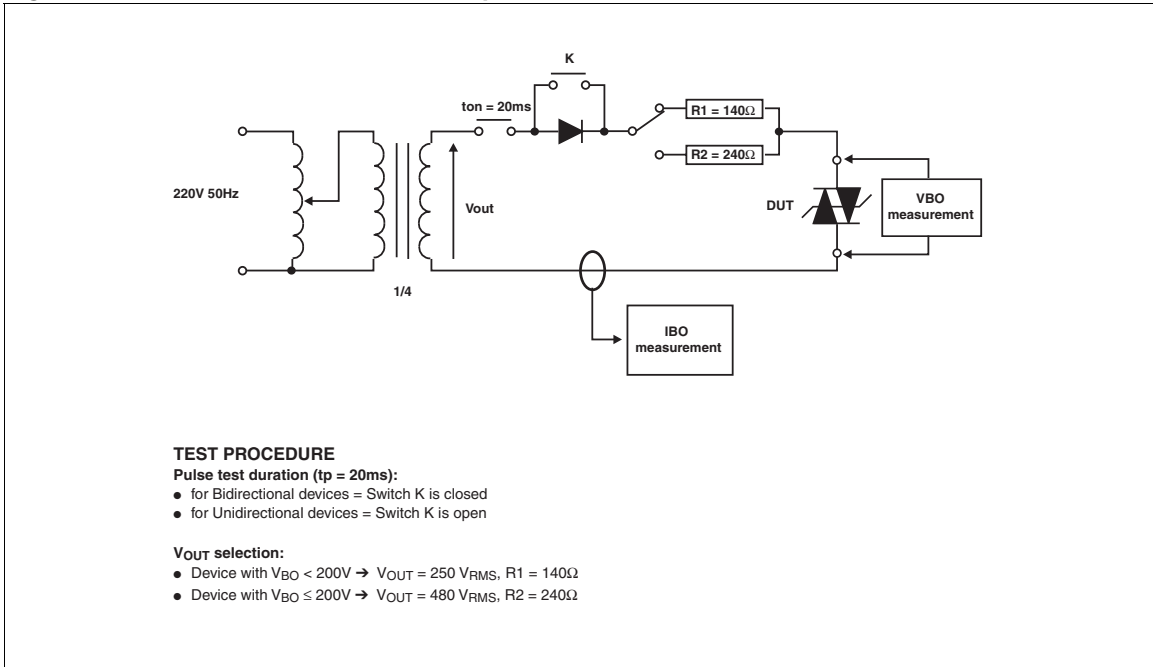 K
ton = 20ms
R1 = 140Ω
R2 = 240Ω
220V 50Hz
Vout
DUT
VBO
measurement
1/4
IBO
measurement
TEST PROCEDURE
Pulse test duration (tp = 20ms):
● for Bidirectional devices = Switch K is closed
● for Unidirectional devices = Switch K is open
VOUT selection:
● Device with VBO < 200V ➔ VOUT = 250 VRMS, R1 = 140Ω
● Device with VBO ≤ 200V ➔ VOUT = 480 VRMS, R2 = 240Ω